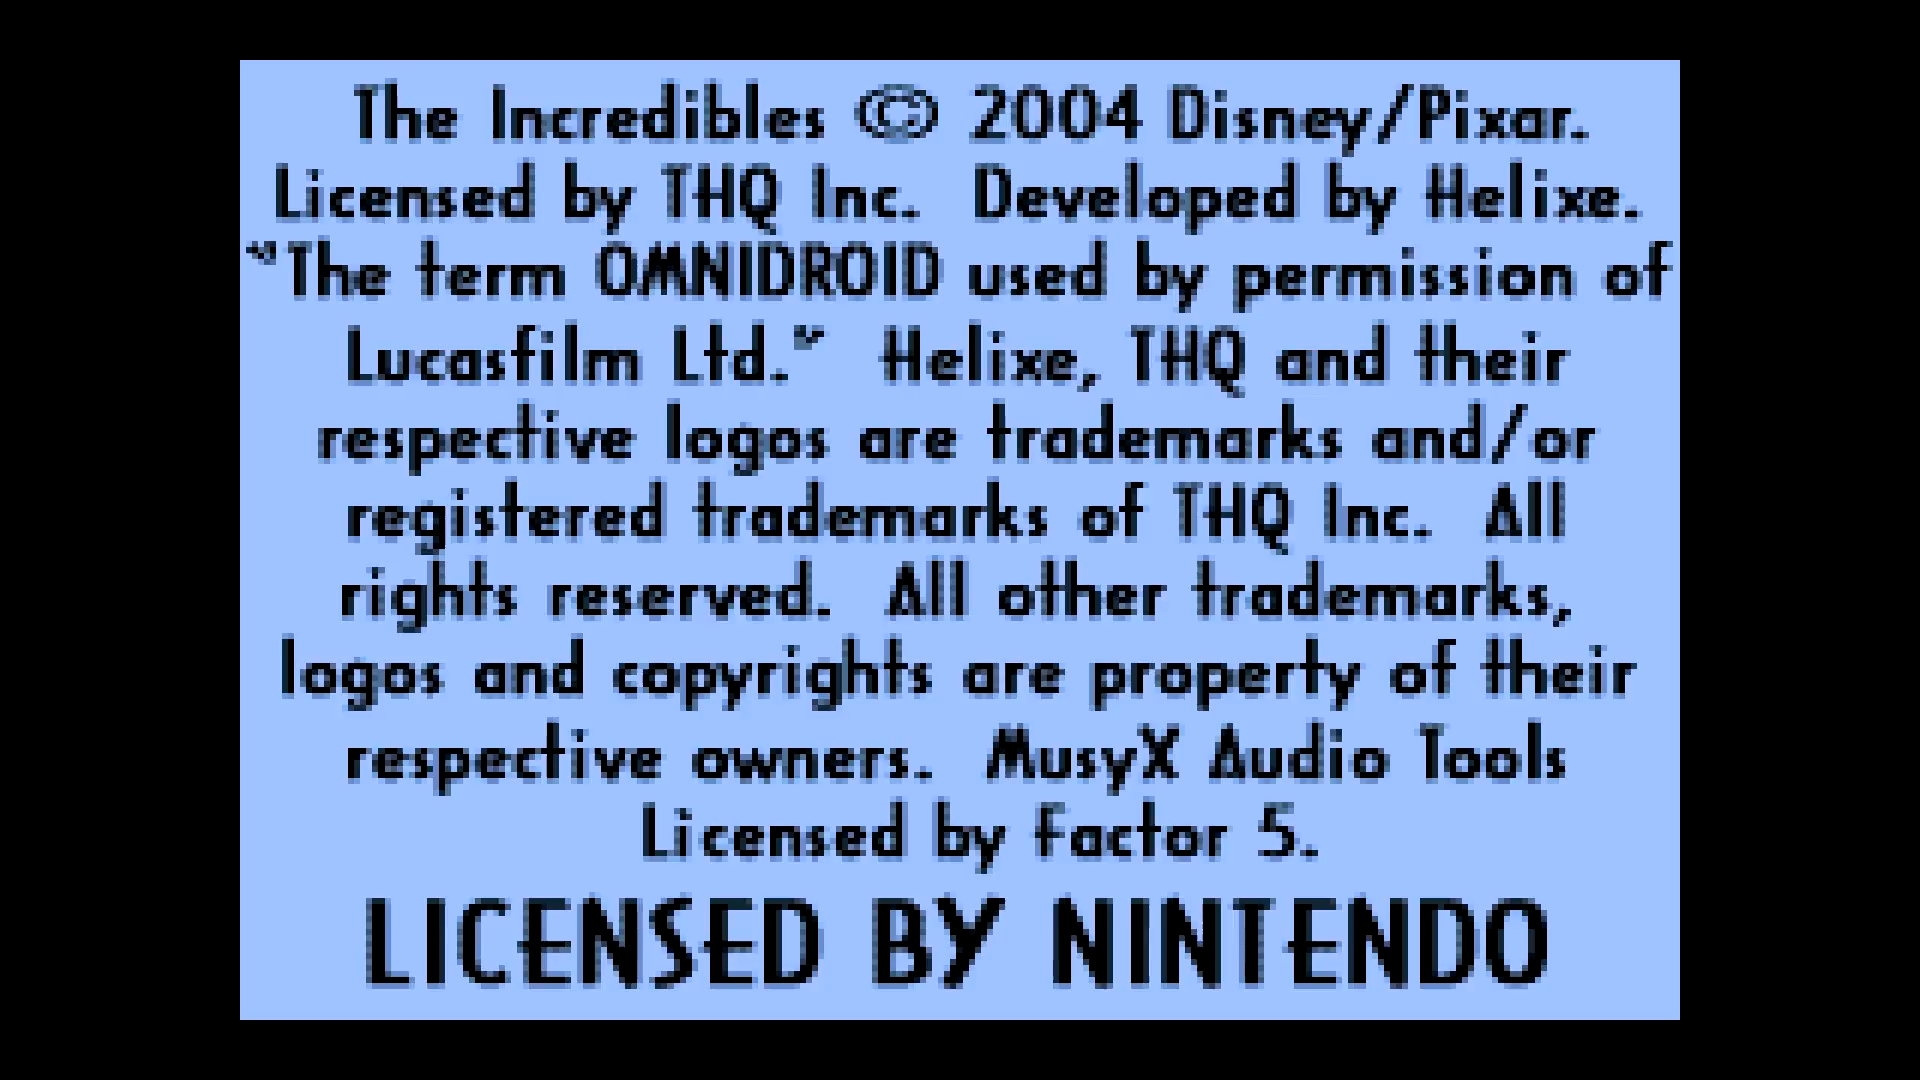 The Incredibles © 2004 Disney/Pixar.
Licensed by THQ Inc.  Developed by Helixe.
"The term OMNIDROID used by permission of
Lucasfilm Ltd."  Helixe, THQ and their
respective logos are trademarks and/or
registered trademarks of THQ Inc.  All
rights reserved.  All other trademarks,
logos and copyrights are property of their
respective owners.  MusyX Audio Tools
Licensed by Factor 5.
LICENSED BY NINTENDO